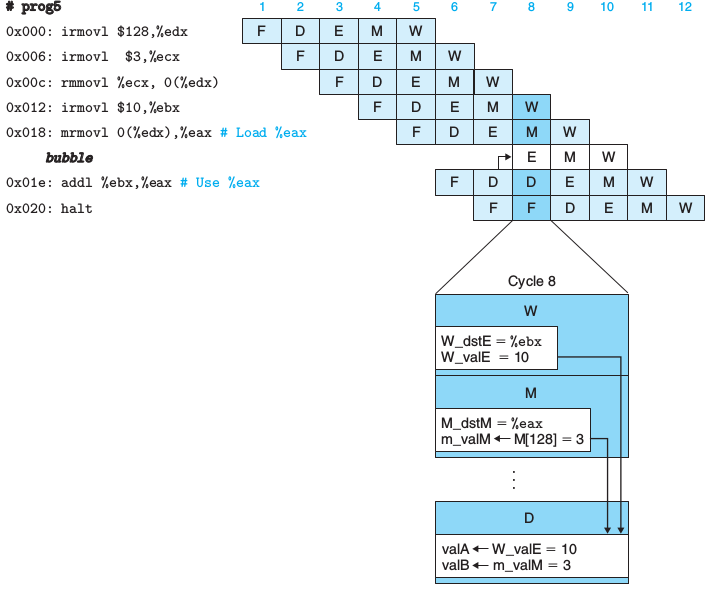 # prog5 1 2 3 4 5 6 7 8 9 10 11 12
0x000: irmovl $128,%edx F D E M W
0x006: irmovl  $3,%ecx F D E M W
0x00c: rmmovl %ecx, 0(%edx) F D E M W
0x012: irmovl $10,%ebx F D E M W
0x018: mrmovl 0(%edx),%eax # Load %eax F D E M W
bubble E M W
0x01e: addl %ebx,%eax # Use %eax F D D E M W
0x020: halt F F D E M W
Cycle 8
W
W_dstE = %ebx
W_valE = 10
M
M_dstM = %eax
m_valM ← M[128] = 3
⋮
D
valA ← W_valE = 10
valB ← m_valM = 3